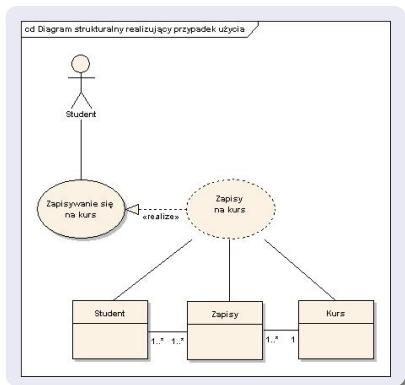 cd Diagram strukturalny realizujący przypadek użycia
Student
Zapisywanie się
na kurs
«realize»
Zapisy
na kurs
Student
Zapisy
Kurs
1..*
1..*
1..*
1